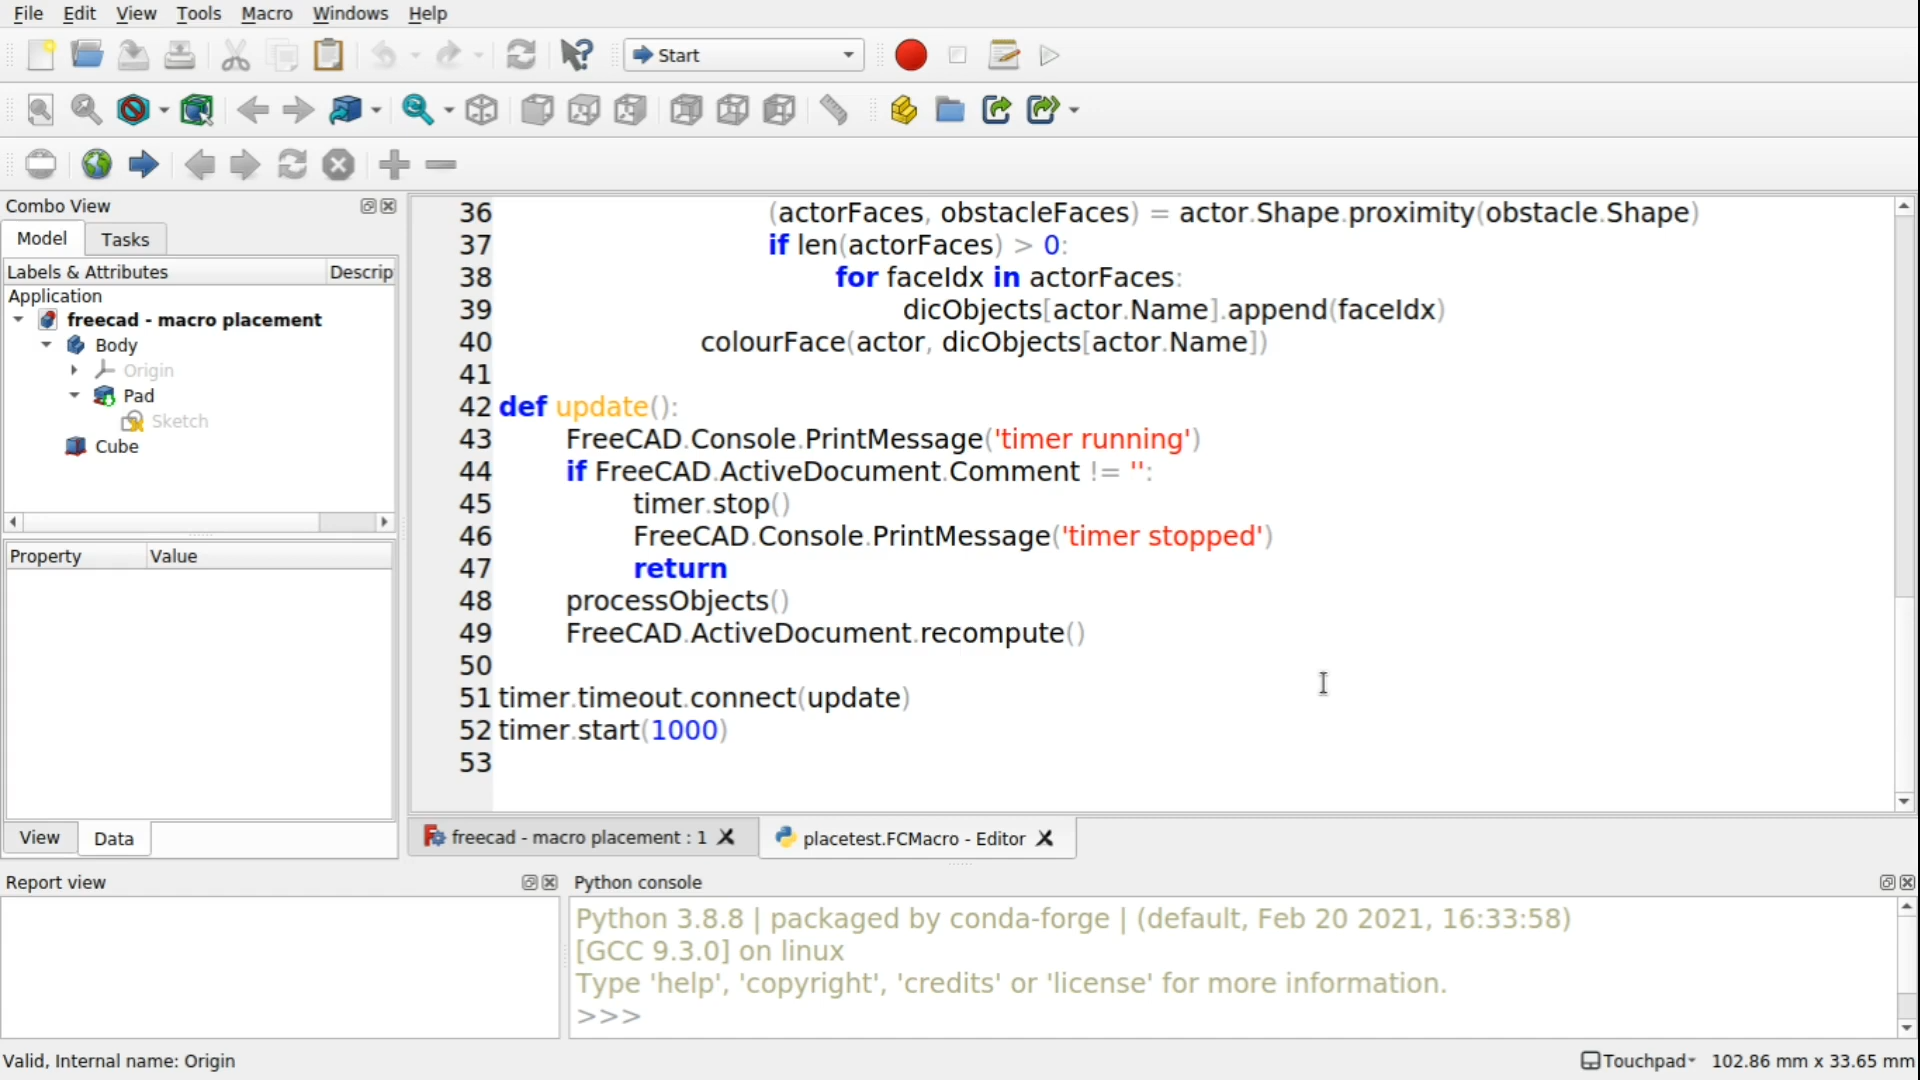 File Edit View Tools Macro Windows Help
Start
Combo View
Model Tasks
Labels & Attributes Descrip
Application
freecad - macro placement
Body
Origin
Pad
Sketch
Cube
Property Value
View Data
36 (actorFaces, obstacleFaces) = actor.Shape.proximity(obstacle.Shape)
37 if len(actorFaces) > 0:
38 for faceIdx in actorFaces:
39 dicObjects[actor.Name].append(faceIdx)
40 colourFace(actor, dicObjects[actor.Name])
41
42 def update():
43 FreeCAD.Console.PrintMessage('timer running')
44 if FreeCAD.ActiveDocument.Comment != '':
45 timer.stop()
46 FreeCAD.Console.PrintMessage('timer stopped')
47 return
48 processObjects()
49 FreeCAD.ActiveDocument.recompute()
50
51 timer.timeout.connect(update)
52 timer.start(1000)
53
freecad - macro placement : 1 placetest.FCMacro - Editor
Report view Python console
Python 3.8.8 | packaged by conda-forge | (default, Feb 20 2021, 16:33:58)
[GCC 9.3.0] on linux
Type 'help', 'copyright', 'credits' or 'license' for more information.
>>>
Valid, Internal name: Origin Touchpad 102.86 mm x 33.65 mm